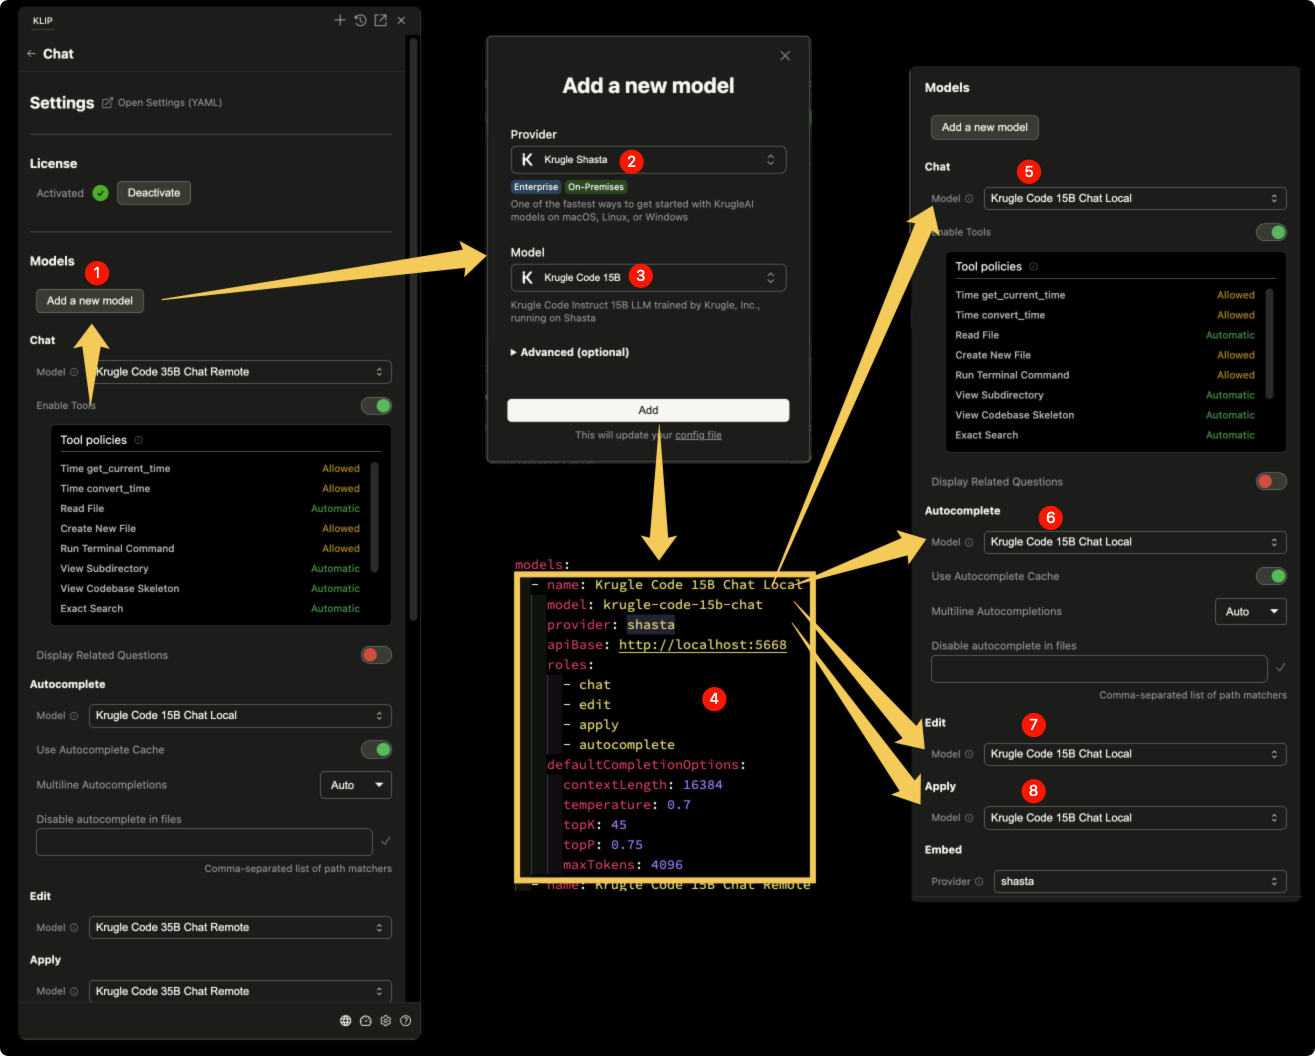 KLIP
Chat
Settings Open Settings (YAML)
License
Activated Deactivate
Models
1
Add a new model
Chat
Model Krugle Code 35B Chat Remote
Enable Tools
Tool policies
Time get_current_time Allowed
Time convert_time Allowed
Read File Automatic
Create New File Allowed
Run Terminal Command Allowed
View Subdirectory Automatic
View Codebase Skeleton Automatic
Exact Search Automatic
Display Related Questions
Autocomplete
Model Krugle Code 15B Chat Local
Use Autocomplete Cache
Multiline Autocompletions Auto
Disable autocomplete in files
Comma-separated list of path matchers
Edit
Model Krugle Code 35B Chat Remote
Apply
Model Krugle Code 35B Chat Remote
Add a new model
Provider
K Krugle Shasta 2
Enterprise On-Premises
One of the fastest ways to get started with KrugleAI
models on macOS, Linux, or Windows
Model
K Krugle Code 15B 3
Krugle Code Instruct 15B LLM trained by Krugle, Inc.,
running on Shasta
Advanced (optional)
Add
This will update your config file
models:
- name: Krugle Code 15B Chat Local
model: krugle-code-15b-chat
provider: shasta
apiBase: http://localhost:5668
roles:
- chat
4
- edit
- apply
- autocomplete
defaultCompletionOptions:
contextLength: 16384
temperature: 0.7
topK: 45
topP: 0.75
maxTokens: 4096
- name: Krugle Code 15B Chat Remote
Models
Add a new model
Chat
5
Model Krugle Code 15B Chat Local
nable Tools
Tool policies
Time get_current_time Allowed
Time convert_time Allowed
Read File Automatic
Create New File Allowed
Run Terminal Command Allowed
View Subdirectory Automatic
View Codebase Skeleton Automatic
Exact Search Automatic
Display Related Questions
Autocomplete
6
Model Krugle Code 15B Chat Local
Use Autocomplete Cache
Multiline Autocompletions Auto
Disable autocomplete in files
Comma-separated list of path matchers
Edit
7
Model Krugle Code 15B Chat Local
Apply
8
Model Krugle Code 15B Chat Local
Embed
Provider shasta